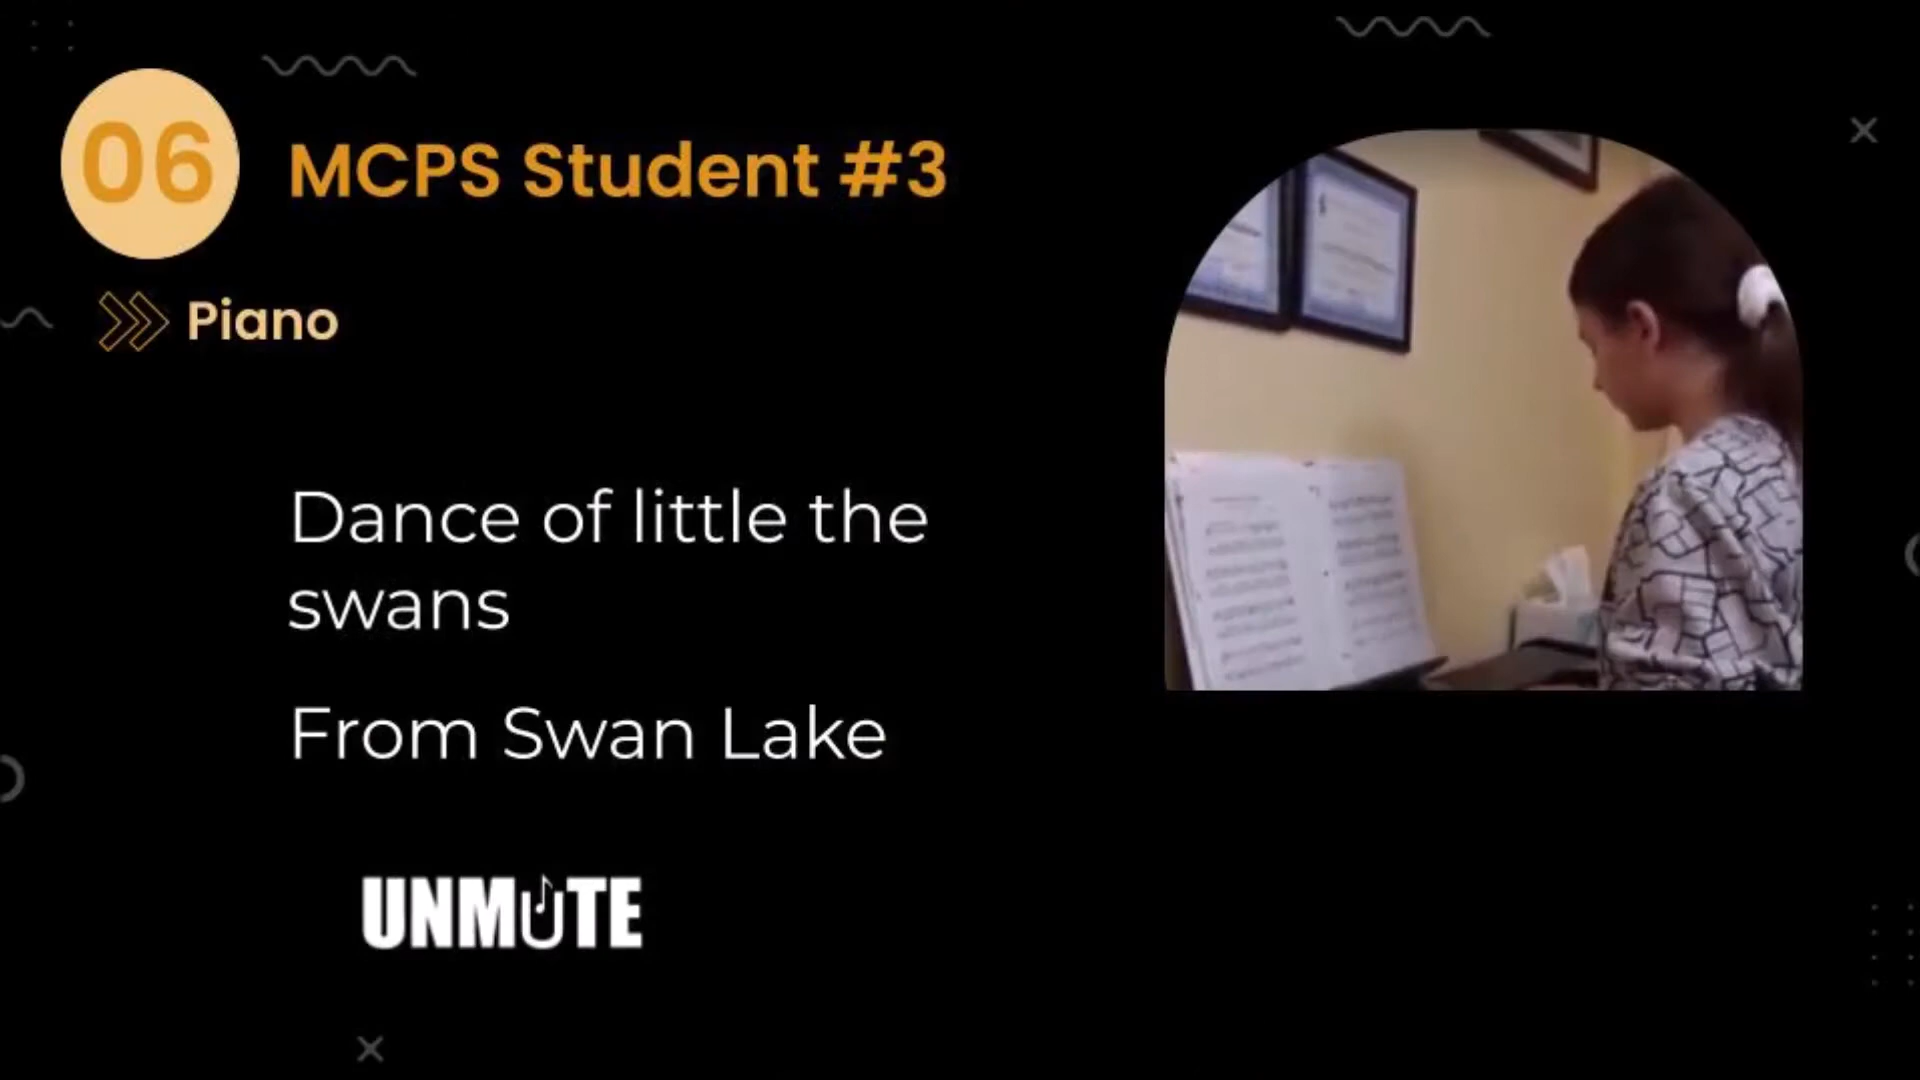 06
MCPS Student #3
Piano
Dance of little the
swans
From Swan Lake
UNMUTE